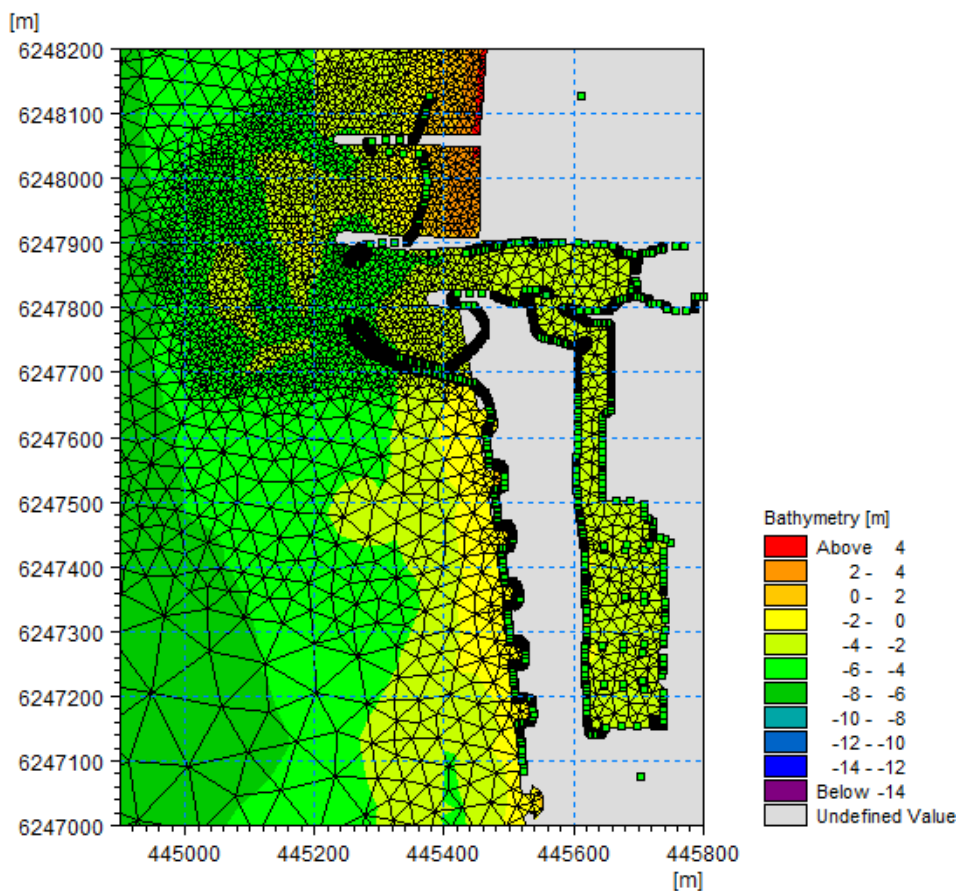 [m]
6248200
6248100
6248000
6247900
6247800
6247700
6247600
6247500
6247400
6247300
6247200
6247100
6247000
445000 445200 445400 445600 445800
[m]
Bathymetry [m]
Above 4
2 - 4
0 - 2
-2 - 0
-4 - -2
-6 - -4
-8 - -6
-10 - -8
-12 - -10
-14 - -12
Below -14
Undefined Value